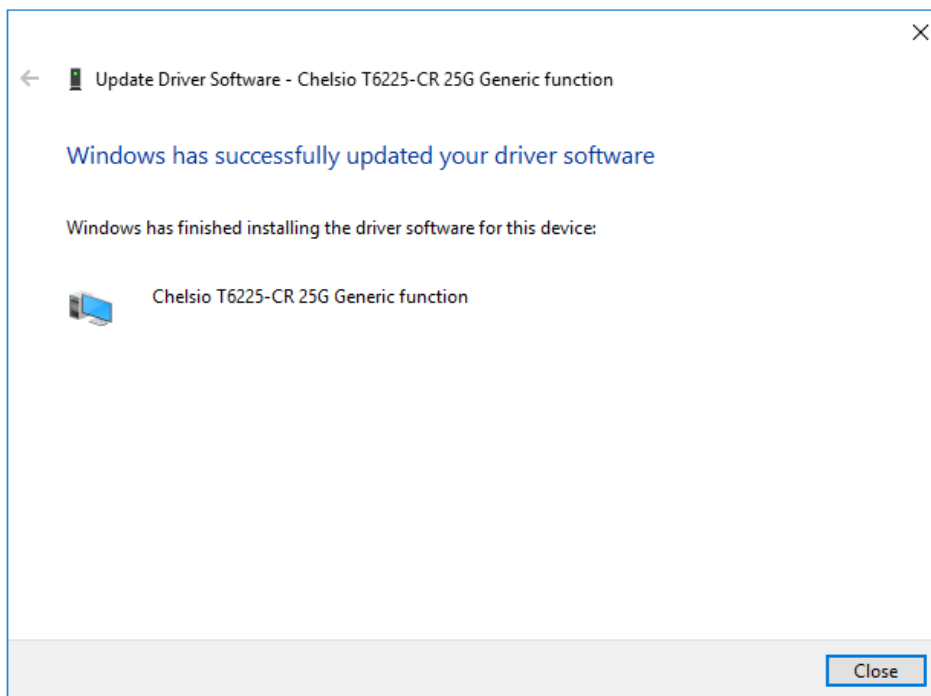 Update Driver Software - Chelsio T6225-CR 25G Generic function
Windows has successfully updated your driver software
Windows has finished installing the driver software for this device:
Chelsio T6225-CR 25G Generic function
Close